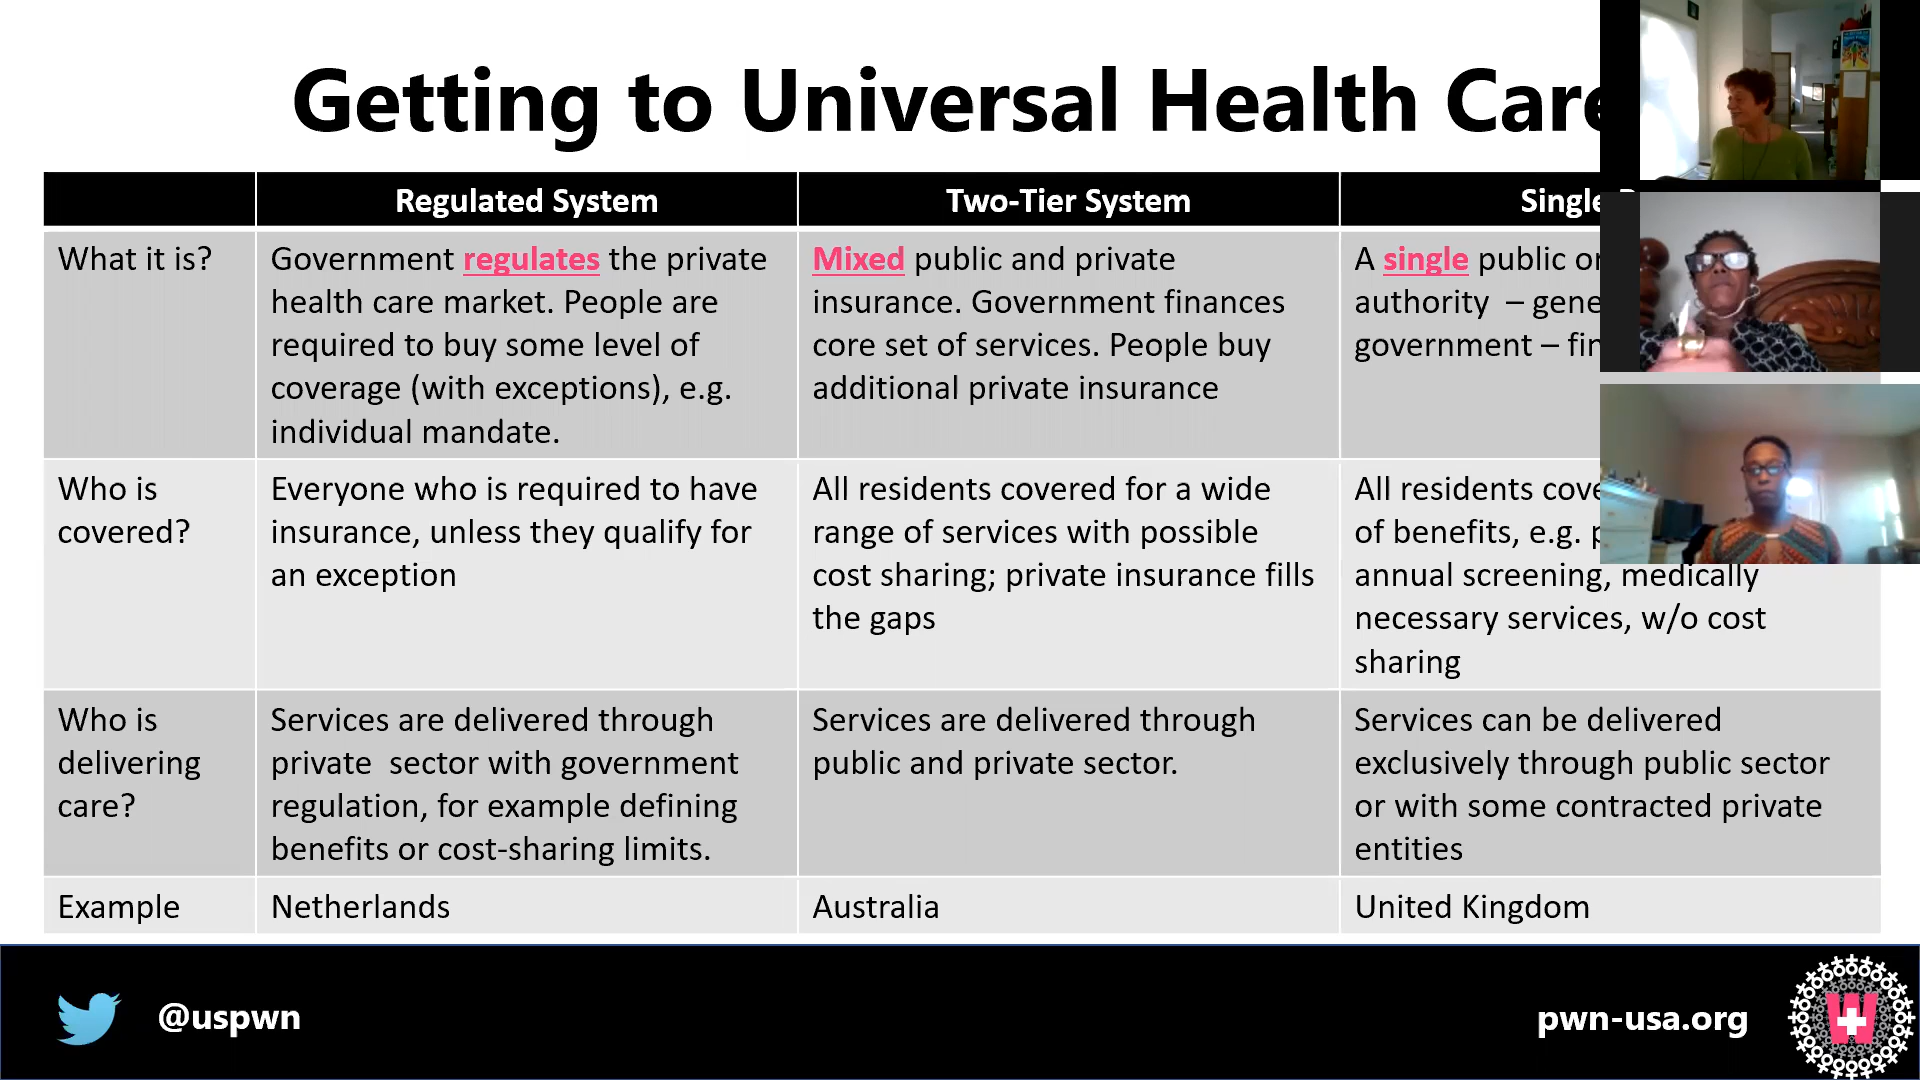 Getting to Universal Health Care
Regulated System
Two-Tier System
Single
What it is?
Government regulates the private
health care market. People are
required to buy some level of
coverage (with exceptions), e.g.
individual mandate.
Mixed public and private
insurance. Government finances
core set of services. People buy
additional private insurance
A single public or
authority – gene
government – fin
Who is
covered?
Everyone who is required to have
insurance, unless they qualify for
an exception
All residents covered for a wide
range of services with possible
cost sharing; private insurance fills
the gaps
All residents cove
of benefits, e.g.
annual screening, medically
necessary services, w/o cost
sharing
Who is
delivering
care?
Services are delivered through
private  sector with government
regulation, for example defining
benefits or cost-sharing limits.
Services are delivered through
public and private sector.
Services can be delivered
exclusively through public sector
or with some contracted private
entities
Example
Netherlands
Australia
United Kingdom
@uspwn
pwn-usa.org
W